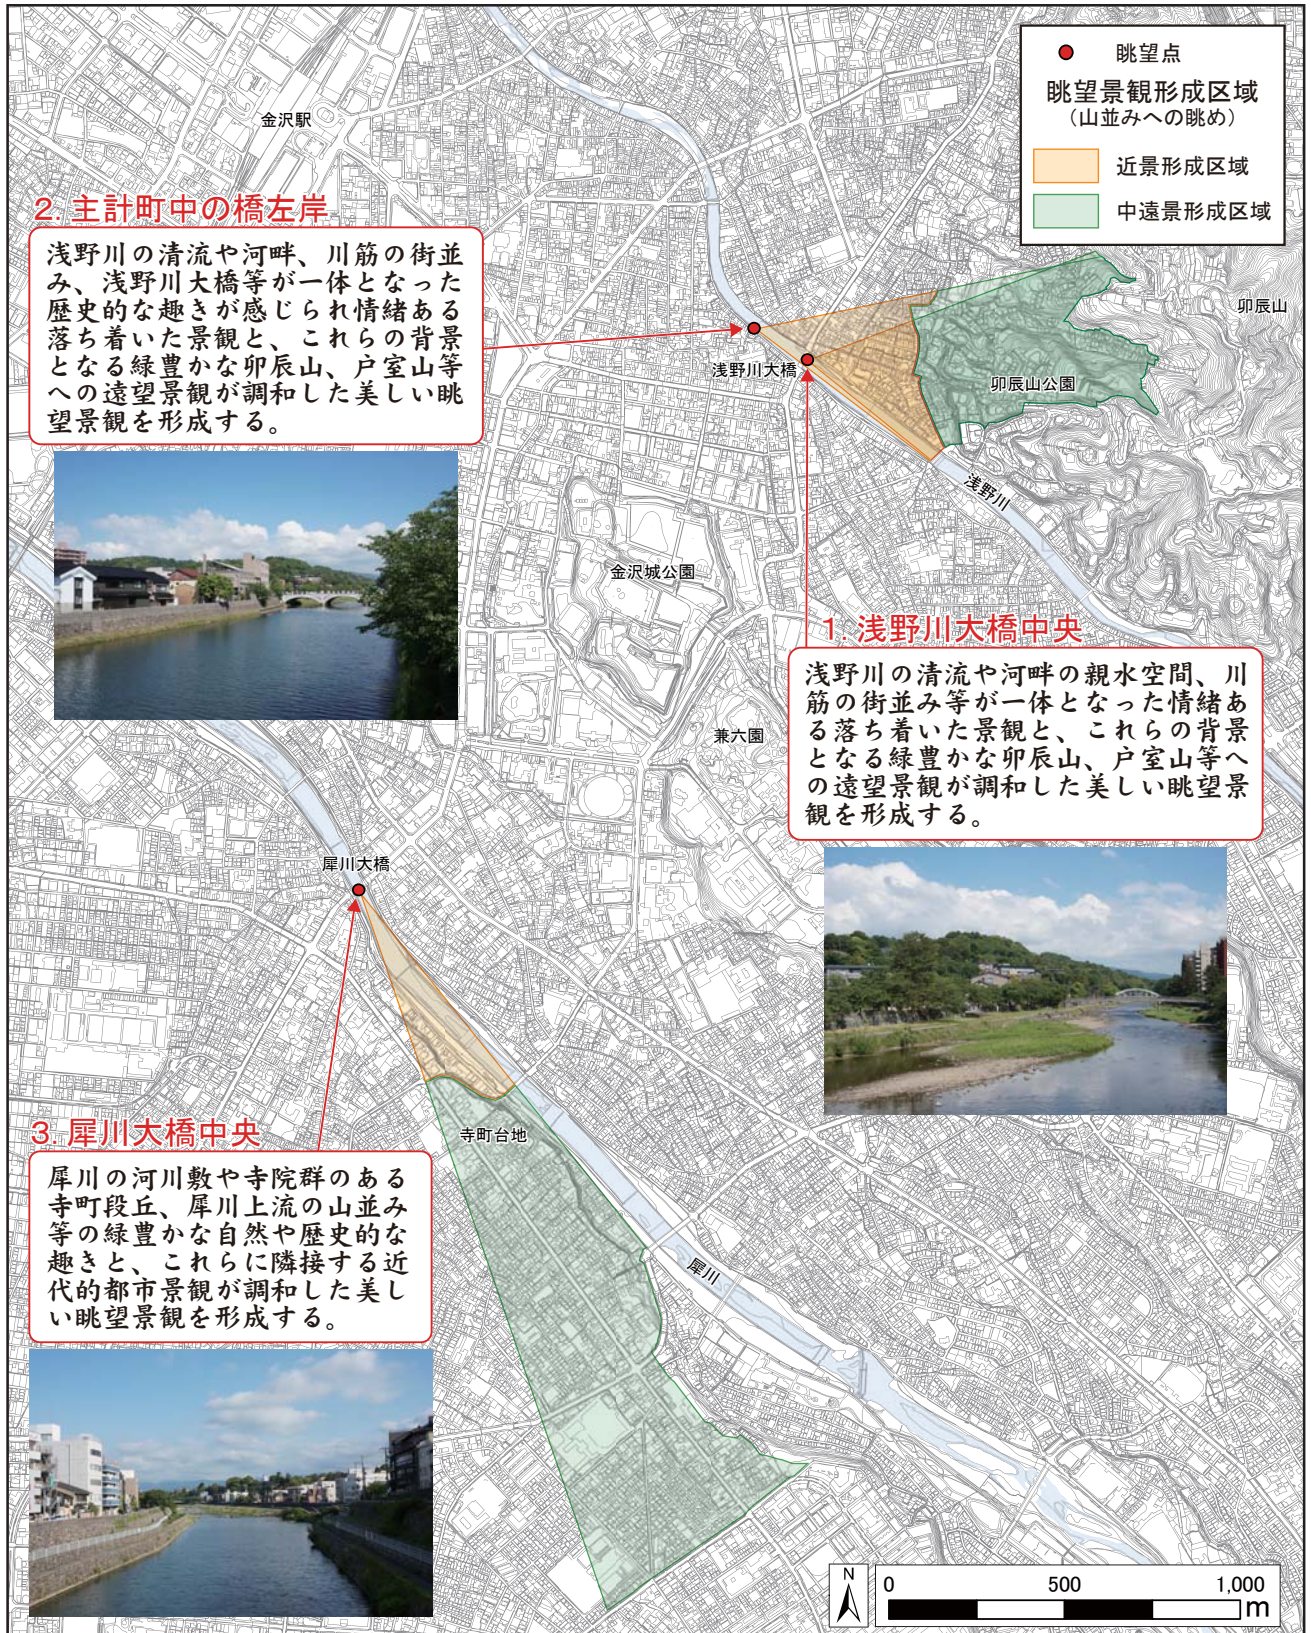 眺望点
眺望景観形成区域
（山並みへの眺め）
近景形成区域
中遠景形成区域
金沢駅
2. 主計町中の橋左岸
浅野川の清流や河畔、川筋の街並
み、浅野川大橋等が一体となった
歴史的な趣きが感じられ情緒ある
落ち着いた景観と、これらの背景
となる緑豊かな卯辰山、戸室山等
への遠望景観が調和した美しい眺
望景観を形成する。
卯辰山
浅野川大橋
卯辰山公園
浅野川
金沢城公園
1. 浅野川大橋中央
浅野川の清流や河畔の親水空間、川
筋の街並み等が一体となった情緒あ
る落ち着いた景観と、これらの背景
となる緑豊かな卯辰山、戸室山等へ
の遠望景観が調和した美しい眺望景
観を形成する。
兼六園
犀川大橋
3. 犀川大橋中央
犀川の河川敷や寺院群のある
寺町段丘、犀川上流の山並み
等の緑豊かな自然や歴史的な
趣きと、これらに隣接する近
代的都市景観が調和した美し
い眺望景観を形成する。
寺町台地
犀川
N
0 500 1,000
m